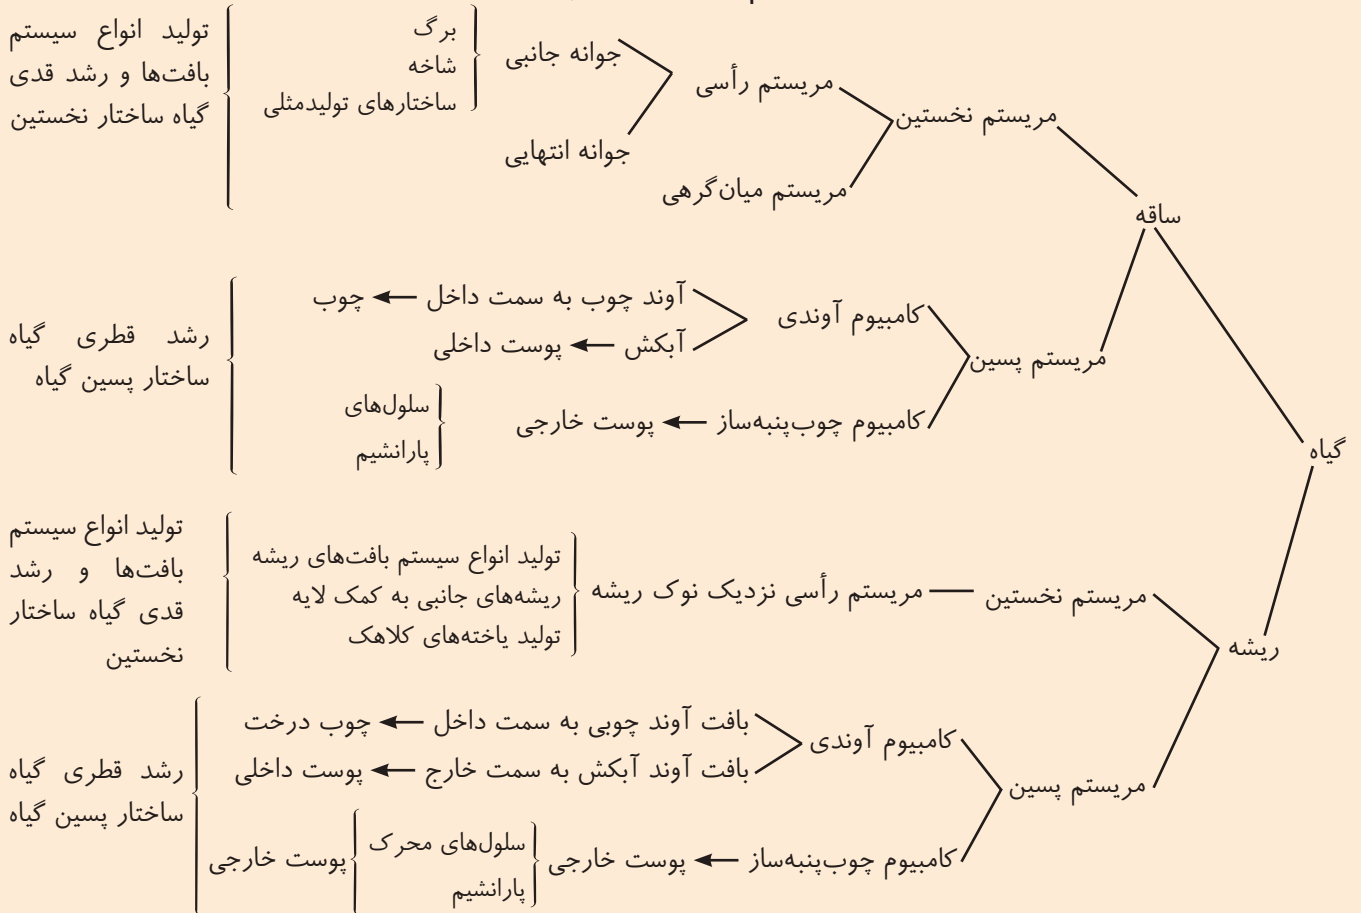 گیاه
ساقه
مریستم نخستین
مریستم رأسی
جوانه جانبی
برگ
شاخه
ساختارهای تولیدمثلی
جوانه انتهایی
مریستم میان‌گرهی
تولید انواع سیستم
بافت‌ها و رشد قدی
گیاه ساختار نخستین
مریستم پسین
کامبیوم آوندی
آوند چوب به سمت داخل ← چوب
آبکش ← پوست داخلی
کامبیوم چوب‌پنبه‌ساز ← پوست خارجی
سلول‌های
پارانشیم
رشد قطری گیاه
ساختار پسین گیاه
ریشه
مریستم نخستین
مریستم رأسی نزدیک نوک ریشه
تولید انواع سیستم بافت‌های ریشه
ریشه‌های جانبی به کمک لایه
تولید یاخته‌های کلاهک
تولید انواع سیستم
بافت‌ها و رشد
قدی گیاه ساختار
نخستین
مریستم پسین
کامبیوم آوندی
بافت آوند چوبی به سمت داخل ← چوب درخت
بافت آوند آبکش به سمت خارج ← پوست داخلی
کامبیوم چوب‌پنبه‌ساز ← پوست خارجی
سلول‌های محرک
پارانشیم
پوست خارجی
رشد قطری گیاه
ساختار پسین گیاه